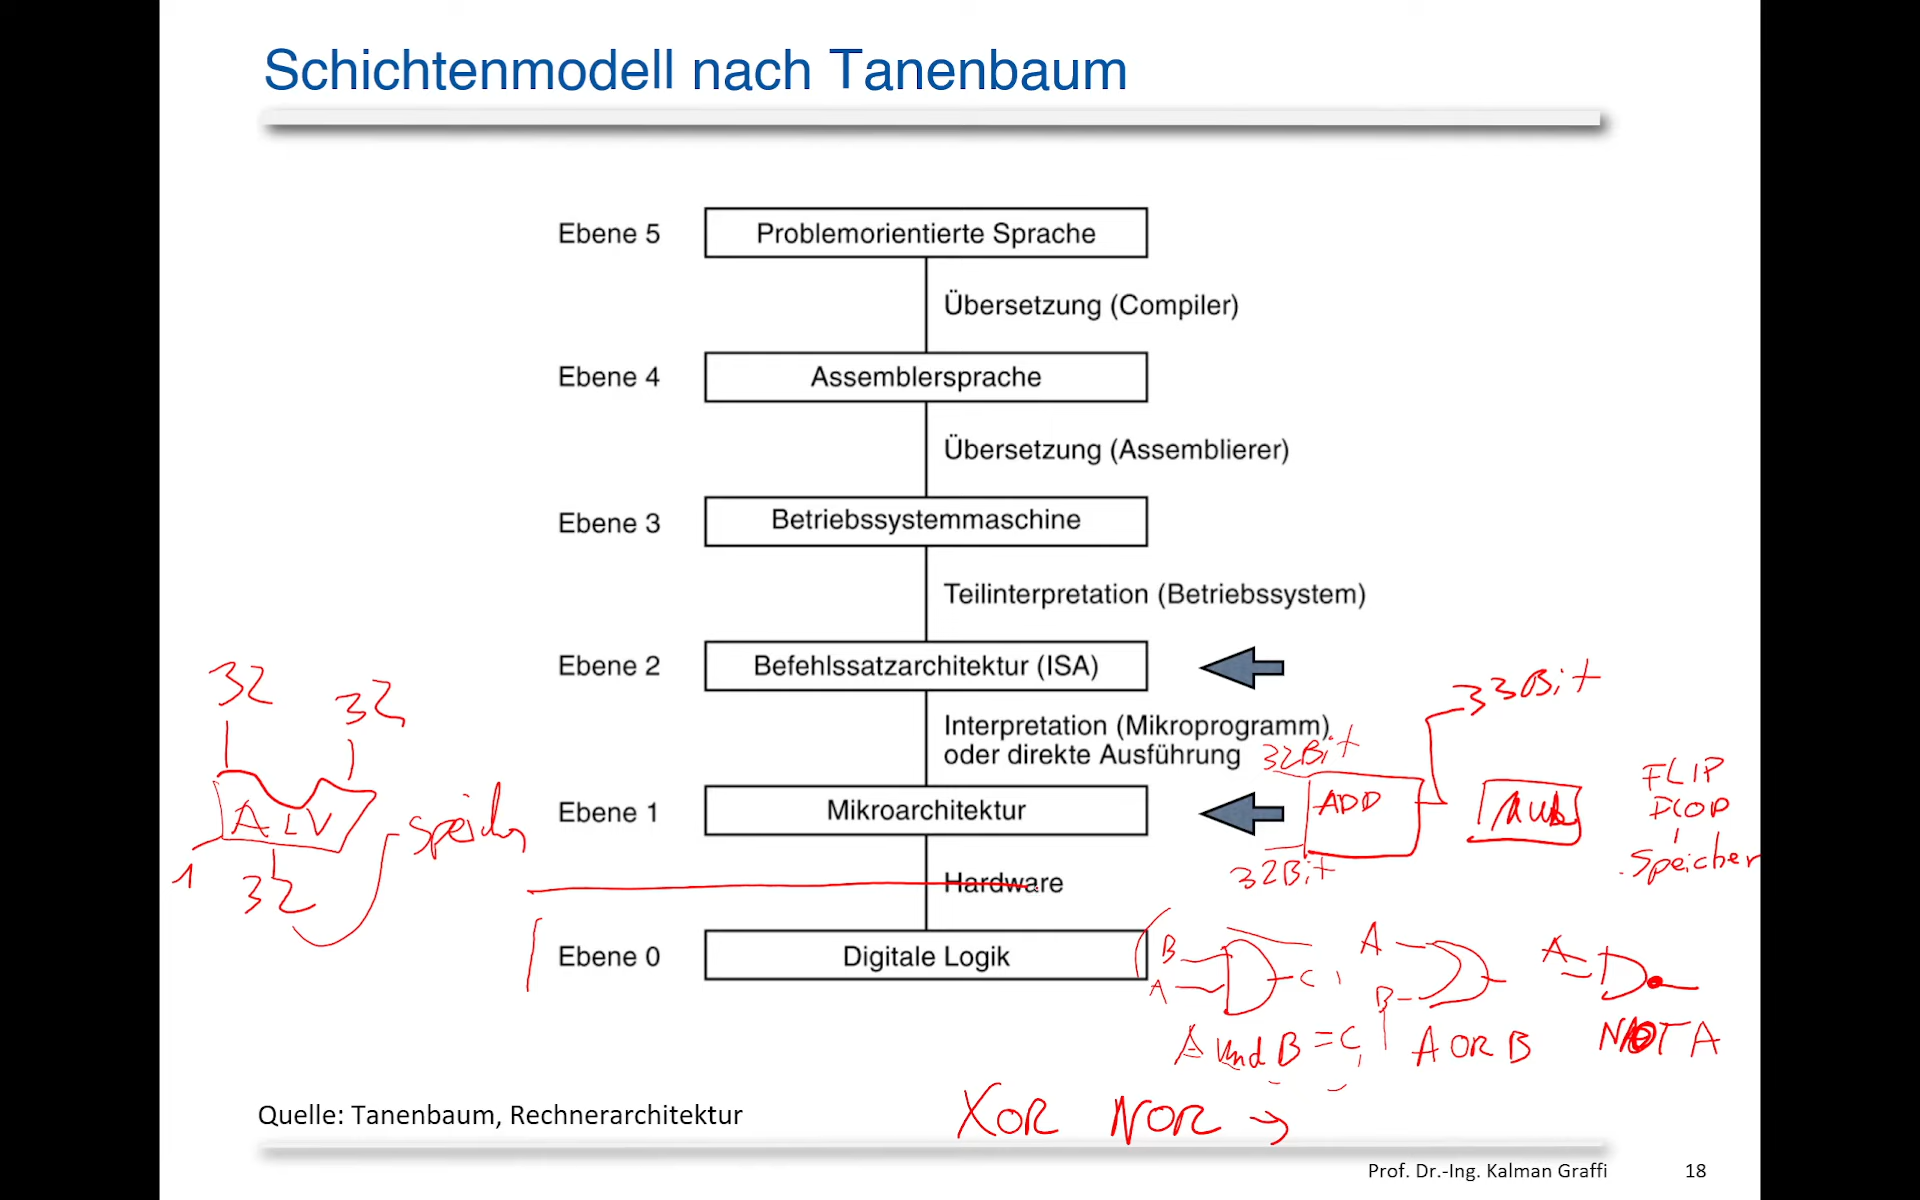 Schichtenmodell nach Tanenbaum
Ebene 5 Problemorientierte Sprache
Übersetzung (Compiler)
Ebene 4 Assemblersprache
Übersetzung (Assemblierer)
Ebene 3 Betriebssystemmaschine
Teilinterpretation (Betriebssystem)
Ebene 2 Befehlssatzarchitektur (ISA)
Interpretation (Mikroprogramm)
oder direkte Ausführung
Ebene 1 Mikroarchitektur
Hardware
Ebene 0 Digitale Logik
32
32
ALU
1
32
33Bit
32Bit
ADD
32Bit
FLIP
FLOP
Speicher
B
A
C
A und B = C,
A
B
A OR B
A
NOT A
XOR NOR →
Quelle: Tanenbaum, Rechnerarchitektur
Prof. Dr.-Ing. Kalman Graffi 18